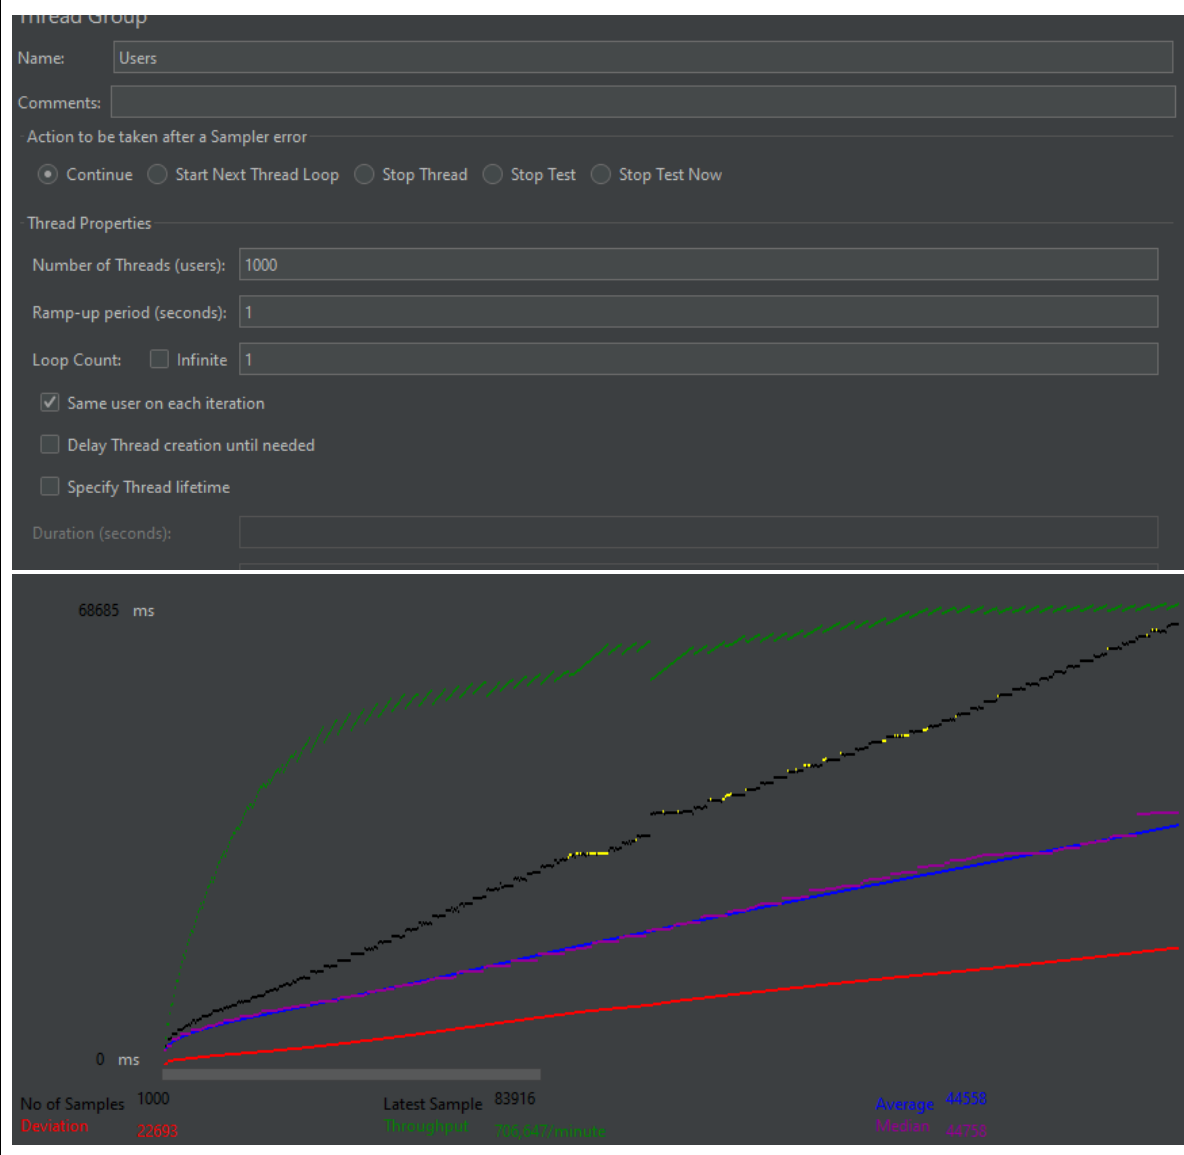 Thread Group
Name: Users
Comments:
Action to be taken after a Sampler error
Continue Start Next Thread Loop Stop Thread Stop Test Stop Test Now
Thread Properties
Number of Threads (users): 1000
Ramp-up period (seconds): 1
Loop Count: Infinite 1
Same user on each iteration
Delay Thread creation until needed
Specify Thread lifetime
Duration (seconds):
68685 ms
0 ms
No of Samples 1000 Latest Sample 83916 Average 44558
Deviation 22693 Throughput 706,647/minute Median 44758